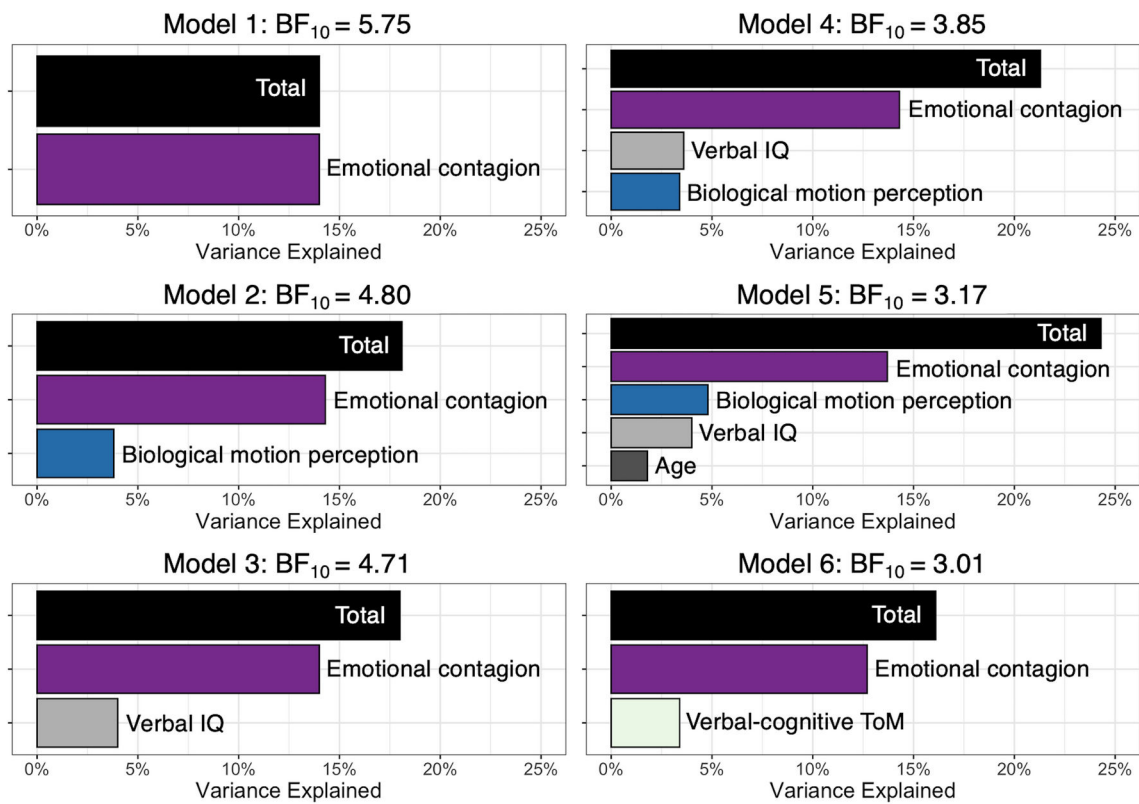 Model 1: BF₁₀ = 5.75
Total
Emotional contagion
0% 5% 10% 15% 20% 25%
Variance Explained
Model 2: BF₁₀ = 4.80
Total
Emotional contagion
Biological motion perception
0% 5% 10% 15% 20% 25%
Variance Explained
Model 3: BF₁₀ = 4.71
Total
Emotional contagion
Verbal IQ
0% 5% 10% 15% 20% 25%
Variance Explained
Model 4: BF₁₀ = 3.85
Total
Emotional contagion
Verbal IQ
Biological motion perception
0% 5% 10% 15% 20% 25%
Variance Explained
Model 5: BF₁₀ = 3.17
Total
Emotional contagion
Biological motion perception
Verbal IQ
Age
0% 5% 10% 15% 20% 25%
Variance Explained
Model 6: BF₁₀ = 3.01
Total
Emotional contagion
Verbal-cognitive ToM
0% 5% 10% 15% 20% 25%
Variance Explained